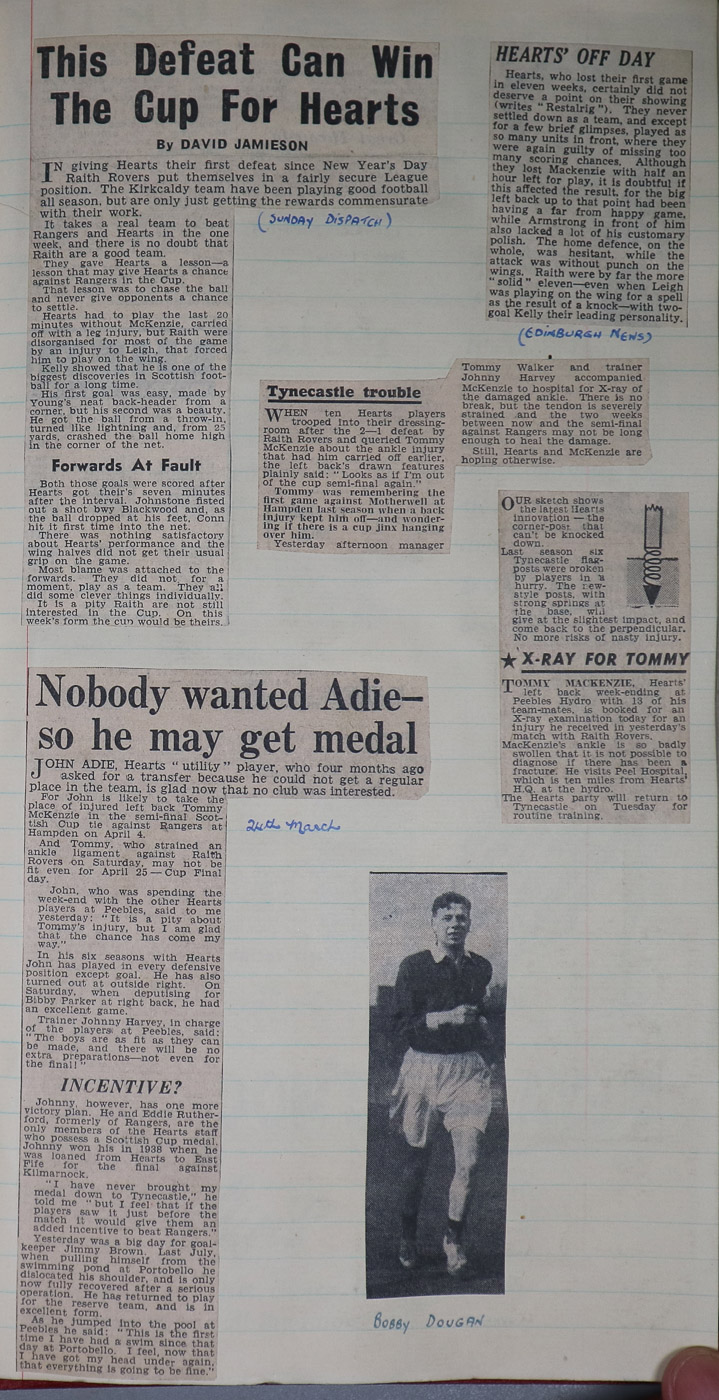 This Defeat Can Win
The Cup For Hearts
By DAVID JAMIESON
IN giving Hearts their first defeat since New Year's Day
Raith Rovers put themselves in a fairly secure League
position. The Kirkcaldy team have been playing good football
all season, but are only just getting the rewards commensurate
with their work.
It takes a real team to beat
Rangers and Hearts in the one
week, and there is no doubt that
Raith are a good team.
They gave Hearts a lesson—a
lesson that may give Hearts a chance
against Rangers in the Cup.
That lesson was to chase the ball
and never give opponents a chance
to settle.
Hearts had to play the last 20
minutes without McKenzie, carried
off with a leg injury, but Raith were
disorganised for most of the game
by an injury to Leigh, that forced
him to play on the wing.
Kelly showed that he is one of the
biggest discoveries in Scottish foot-
ball for a long time.
His first goal was easy, made by
Young's neat back-header from a
corner, but his second was a beauty.
He got the ball from a throw-in,
turned like lightning and, from 25
yards, crashed the ball home high
in the corner of the net.
Forwards At Fault
Both those goals were scored after
Hearts got their's seven minutes
after the interval. Johnstone fisted
out a shot bwy Blackwood and, as
the ball dropped at his feet, Conn
hit it first time into the net.
There was nothing satisfactory
about Hearts' performance and the
wing halves did not get their usual
grip on the game.
Most blame was attached to the
forwards. They did not for a
moment, play as a team. They all
did some clever things individually.
It is a pity Raith are not still
interested in the Cup. On this
week's form the cup would be theirs.
(SUNDAY DISPATCH)
HEARTS' OFF DAY
Hearts, who lost their first game
in eleven weeks, certainly did not
deserve a point on their showing
(writes "Restalrig"). They never
settled down as a team, and except
for a few brief glimpses, played as
so many units in front, where they
were again guilty of missing too
many scoring chances. Although
they lost Mackenzie with half an
hour left for play, it is doubtful if
this affected the result, for the big
left back up to that point had been
having a far from happy game,
while Armstrong in front of him
also lacked a lot of his customary
polish. The home defence, on the
whole, was hesitant, while the
attack was without punch on the
wings. Raith were by far the more
"solid" eleven—even when Leigh
was playing on the wing for a spell
as the result of a knock—with two-
goal Kelly their leading personality.
(EDINBURGH NEWS)
Tynecastle trouble
WHEN ten Hearts players
trooped into their dressing-
room after the 2—1 defeat by
Raith Rovers and queried Tommy
McKenzie about the ankle injury
that had him carried off earlier,
the left back's drawn features
plainly said: "Looks as if I'm out
of the cup semi-final again."
Tommy was remembering the
first game against Motherwell at
Hampden last season when a back
injury kept him off—and wonder-
ing if there is a cup jinx hanging
over him.
Yesterday afternoon manager
Tommy Walker and trainer
Johnny Harvey accompanied
McKenzie to hospital for X-ray of
the damaged ankle. There is no
break, but the tendon is severely
strained and the two weeks
between now and the semi-final
against Rangers may not be long
enough to heal the damage.
Still, Hearts and McKenzie are
hoping otherwise.
OUR sketch shows
the latest Hearts
innovation — the
corner-post that
can't be knocked
down.
Last season six
Tynecastle flag-
posts were broken
by players in a
hurry. The new-
style posts, with
strong springs at
the base, will
give at the slightest impact, and
come back to the perpendicular.
No more risks of nasty injury.
★ X-RAY FOR TOMMY
TOMMY MACKENZIE, Hearts'
left back week-ending at
Peebles Hydro with 13 of his
team-mates, is booked for an
X-ray examination today for an
injury he received in yesterday's
match with Raith Rovers.
MacKenzie's ankle is so badly
swollen that it is not possible to
diagnose if there has been a
fracture. He visits Peel Hospital,
which is ten miles from Hearts'
H.Q. at the hydro.
The Hearts party will return to
Tynecastle on Tuesday for
routine training.
Nobody wanted Adie—
so he may get medal
JOHN ADIE, Hearts "utility" player, who four months ago
asked for a transfer because he could not get a regular
place in the team, is glad now that no club was interested.
For John is likely to take the
place of injured left back Tommy
McKenzie in the semi-final Scot-
tish Cup tie against Rangers at
Hampden on April 4.
And Tommy, who strained an
ankle ligament against Raith
Rovers on Saturday, may not be
fit even for April 25—Cup Final
day.
John, who was spending the
week-end with the other Hearts
players at Peebles, said to me
yesterday: "It is a pity about
Tommy's injury, but I am glad
that the chance has come my
way."
In his six seasons with Hearts
John has played in every defensive
position except goal. He has also
turned out at outside right. On
Saturday, when deputising for
Bibby Parker at right back, he had
an excellent game.
Trainer Johnny Harvey, in charge
of the players at Peebles, said:
"The boys are as fit as they can
be made, and there will be no
extra preparations—not even for
the final!"
INCENTIVE?
Johnny, however, has one more
victory plan. He and Eddie Ruther-
ford, formerly of Rangers, are the
only members of the Hearts staff
who possess a Scottish Cup medal.
Johnny won his in 1938 when he
was loaned from Hearts to East
Fife for the final against
Kilmarnock.
"I have never brought my
medal down to Tynecastle," he
told me "but I feel that if the
players saw it just before the
match it would give them an
added incentive to beat Rangers."
Yesterday was a big day for goal-
keeper Jimmy Brown. Last July,
when pulling himself from the
swimming pond at Portobello he
dislocated his shoulder, and is only
now fully recovered after a serious
operation. He has returned to play
for the reserve team, and is in
excellent form.
As he jumped into the pool at
Peebles he said: "This is the first
time I have had a swim since that
day at Portobello. I feel, now that
I have got my head under again,
that everything is going to be fine."
24th March
BOBBY DOUGAN